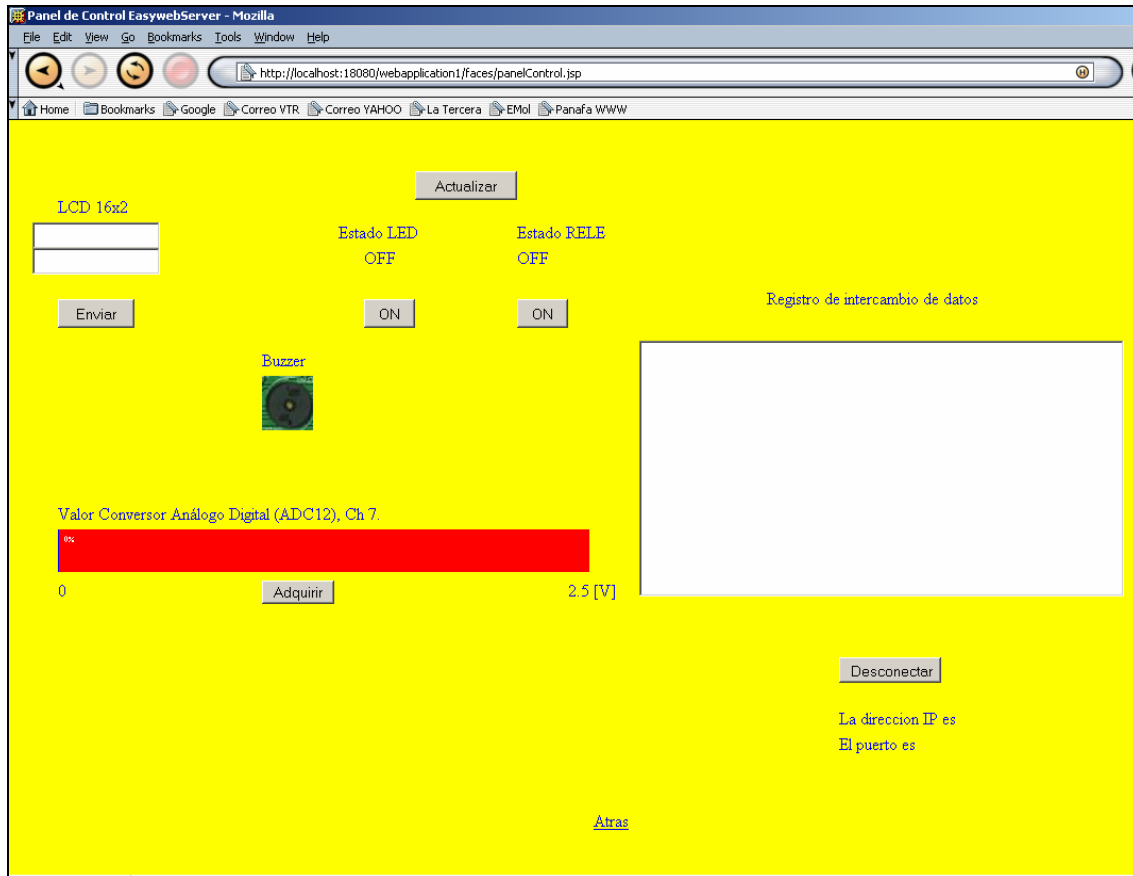 Panel de Control EasywebServer - Mozilla
File Edit View Go Bookmarks Tools Window Help
http://localhost:18080/webapplication1/faces/panelControl.jsp
Home Bookmarks Google Correo VTR Correo YAHOO La Tercera EMol Panafa WWW
Actualizar
LCD 16x2
Estado LED Estado RELE
OFF OFF
Enviar ON ON
Registro de intercambio de datos
Buzzer
Valor Conversor Análogo Digital (ADC12), Ch 7.
0%
0 Adquirir 2.5 [V]
Desconectar
La direccion IP es
El puerto es
Atras